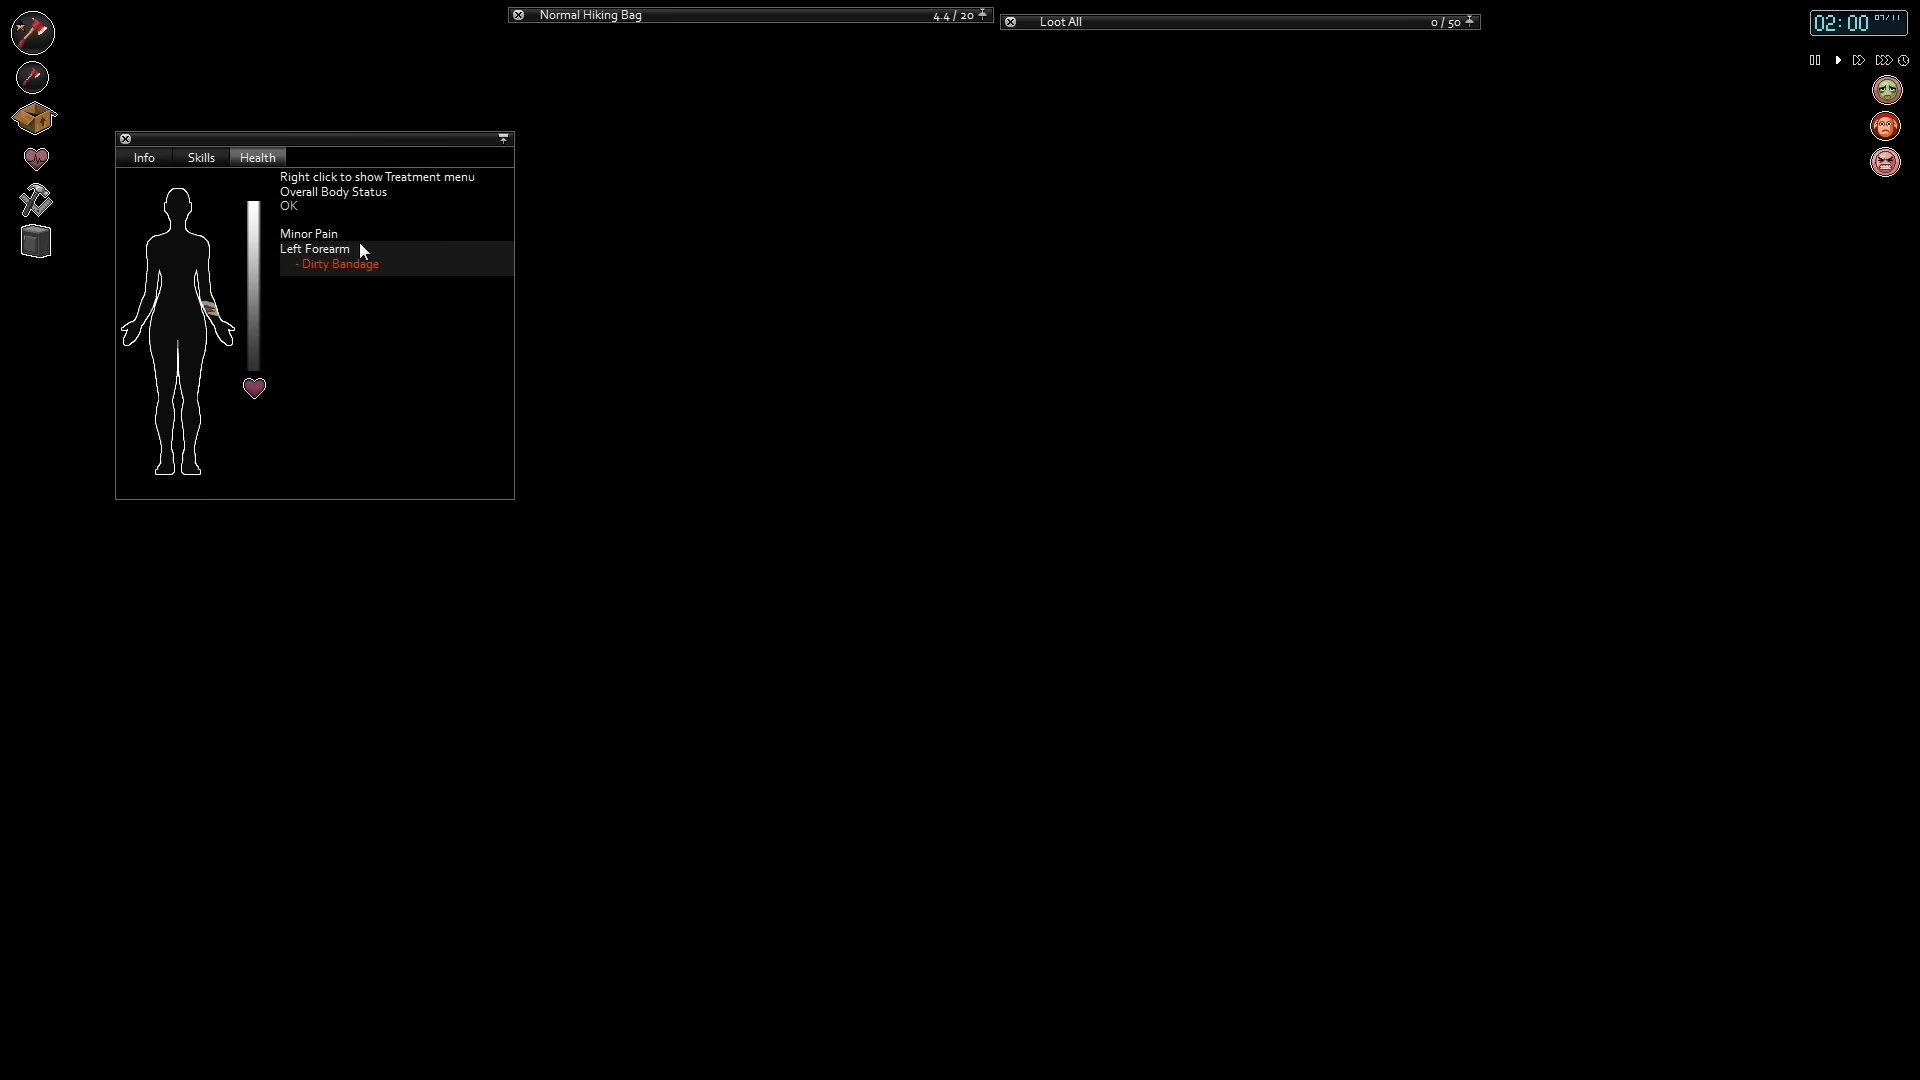 Normal Hiking Bag
4.4 / 20
Loot All
0 / 50
02:00
Info
Skills
Health
Right click to show Treatment menu
Overall Body Status
OK
Minor Pain
Left Forearm
- Dirty Bandage